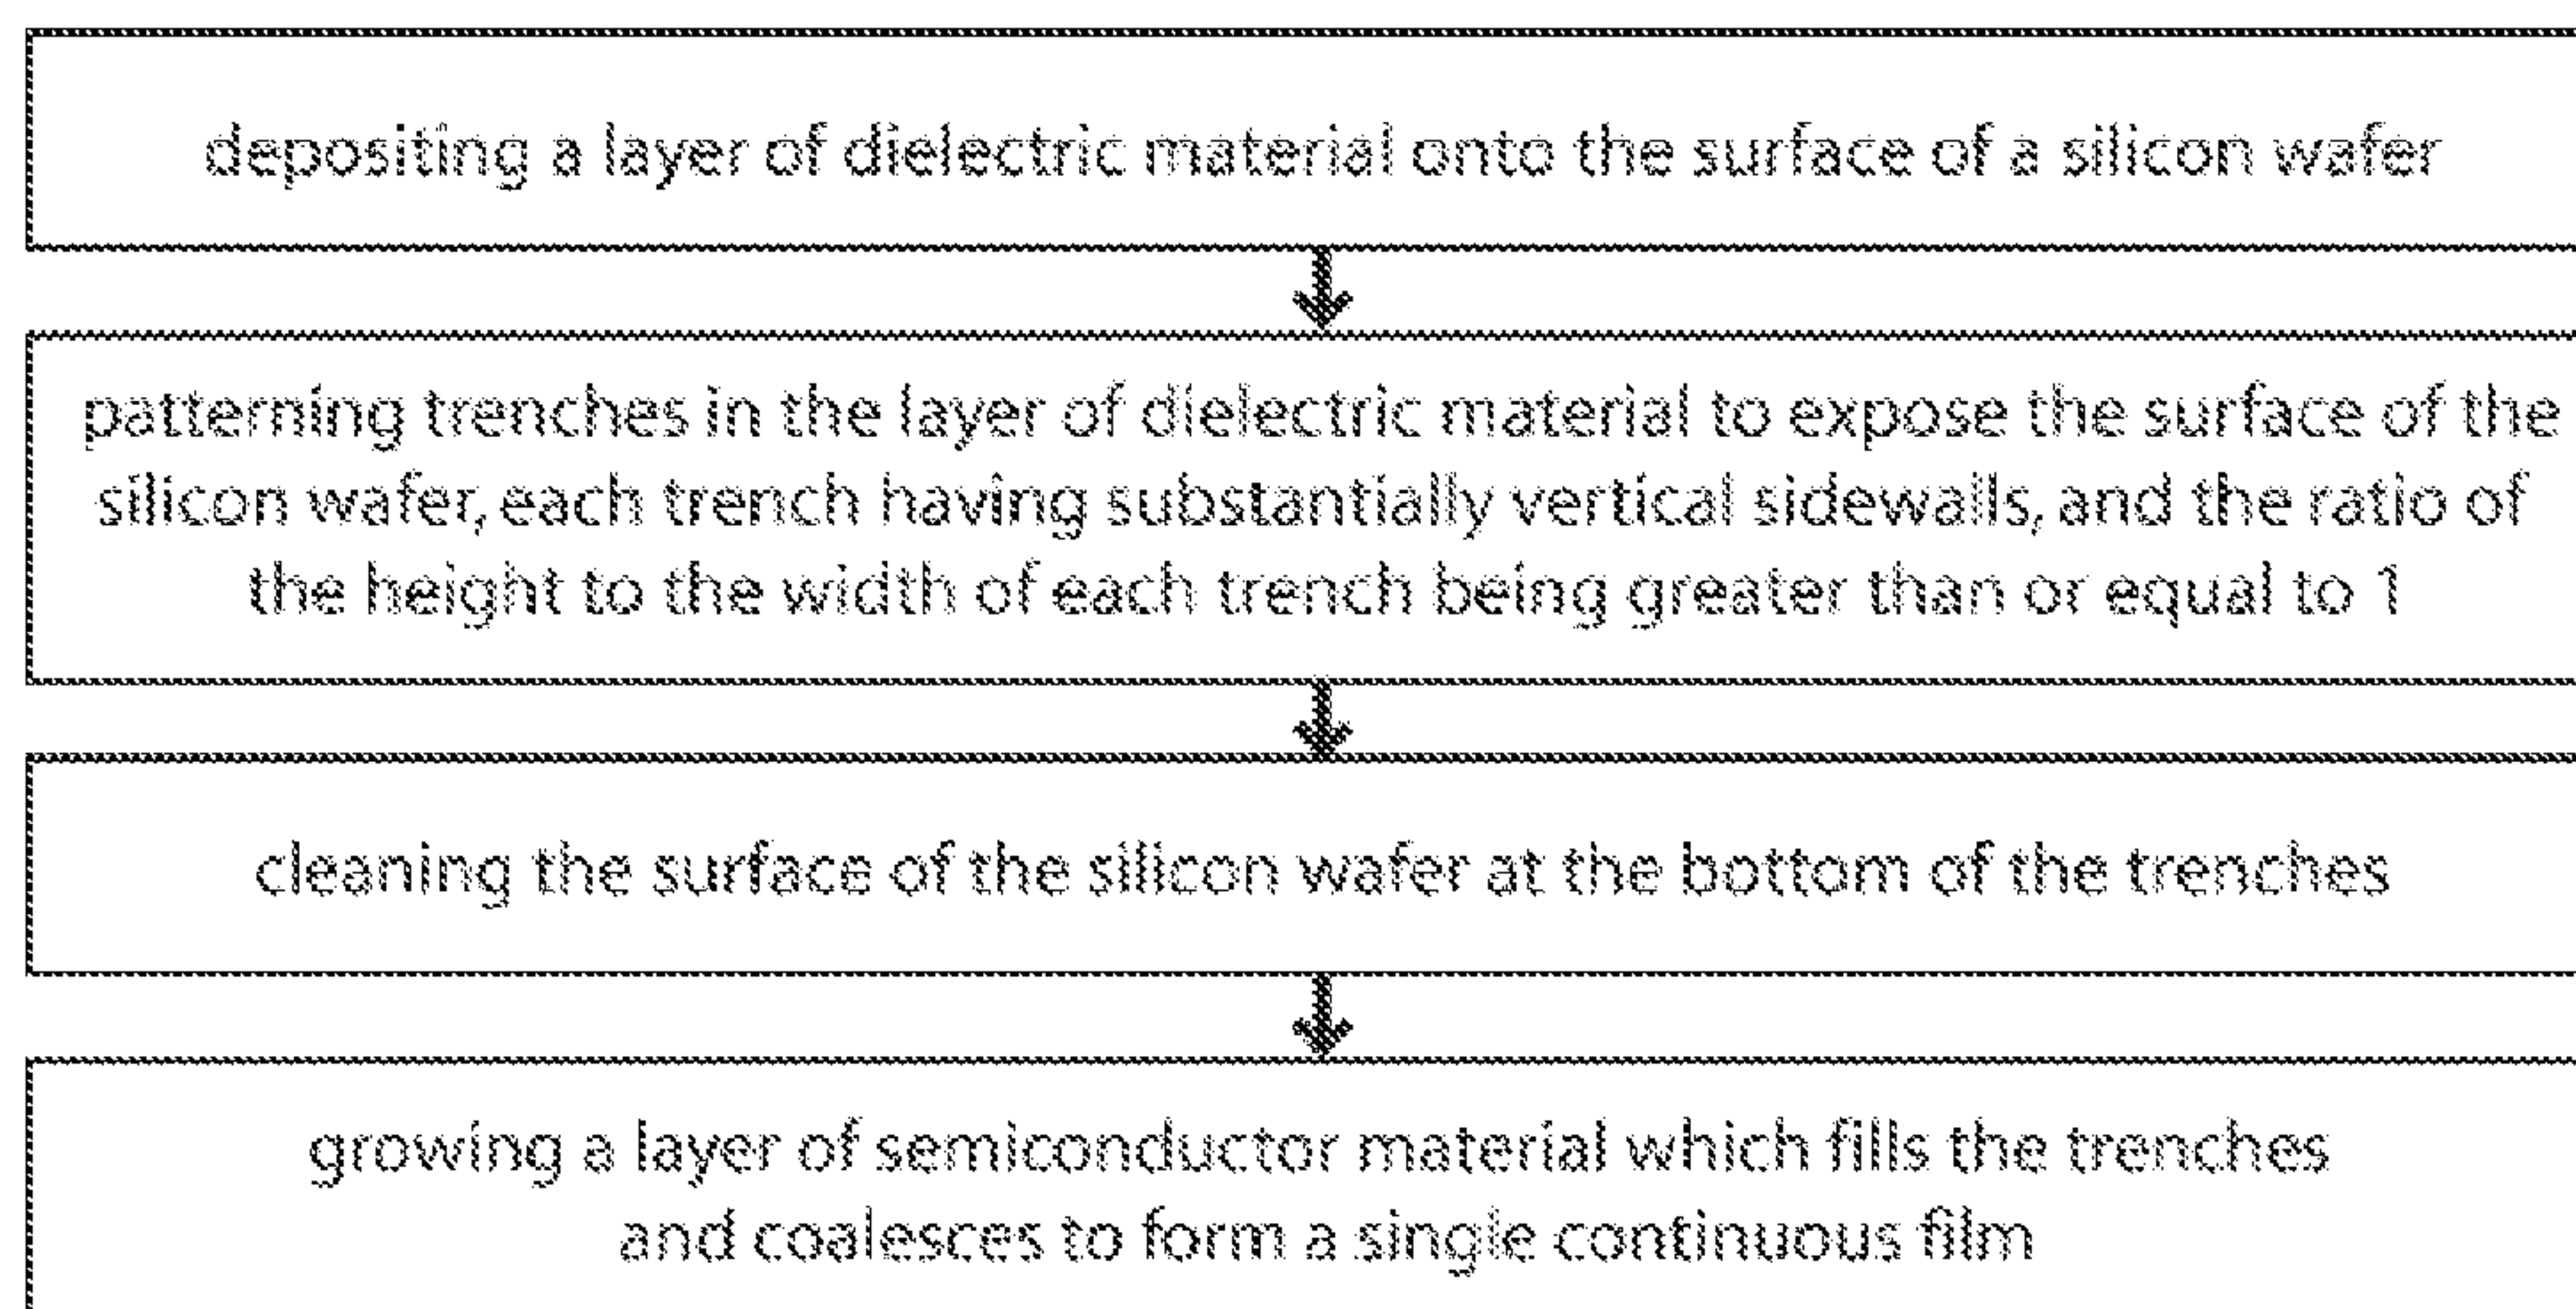 depositing a layer of dielectric material onto the surface of a silicon wafer
patterning trenches in the layer of dielectric material to expose the surface of the
silicon wafer, each trench having substantially vertical sidewalls, and the ratio of
the height to the width of each trench being greater than or equal to 1
cleaning the surface of the silicon wafer at the bottom of the trenches
growing a layer of semiconductor material which fills the trenches
and coalesces to form a single continuous film